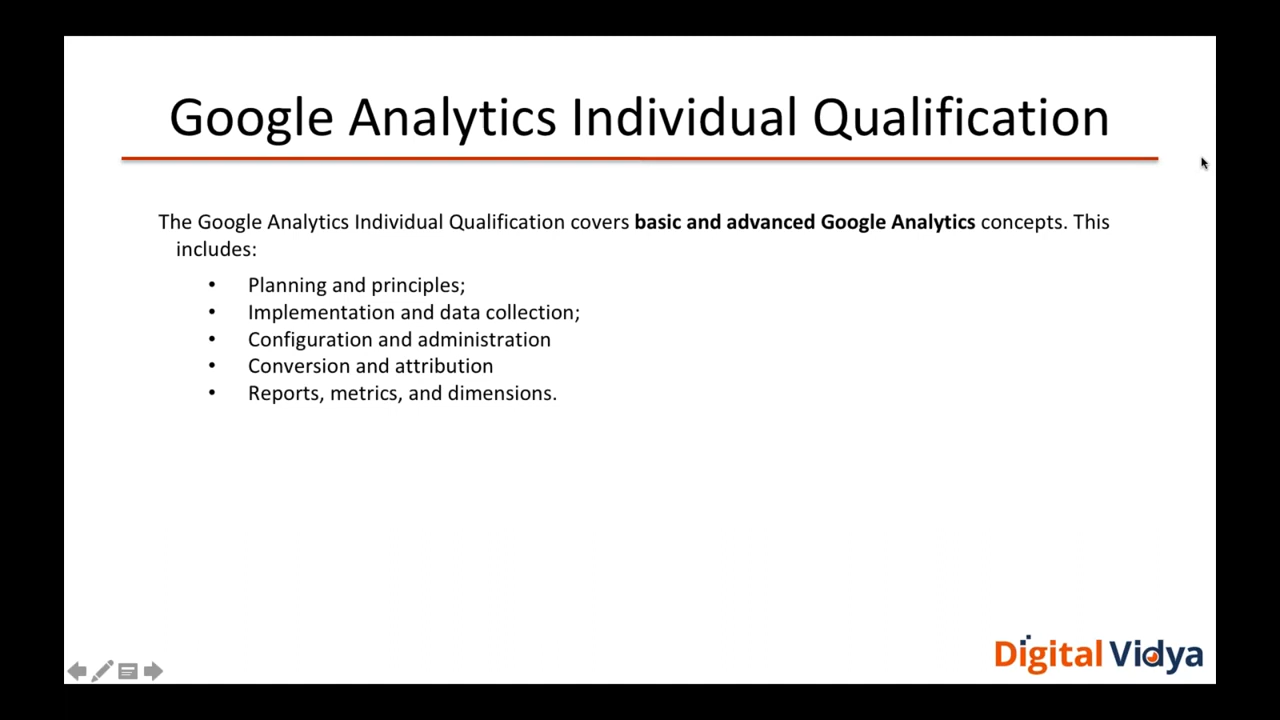 Google Analytics Individual Qualification
The Google Analytics Individual Qualification covers basic and advanced Google Analytics concepts. This
includes:
• Planning and principles;
• Implementation and data collection;
• Configuration and administration
• Conversion and attribution
• Reports, metrics, and dimensions.
Digital Vidya